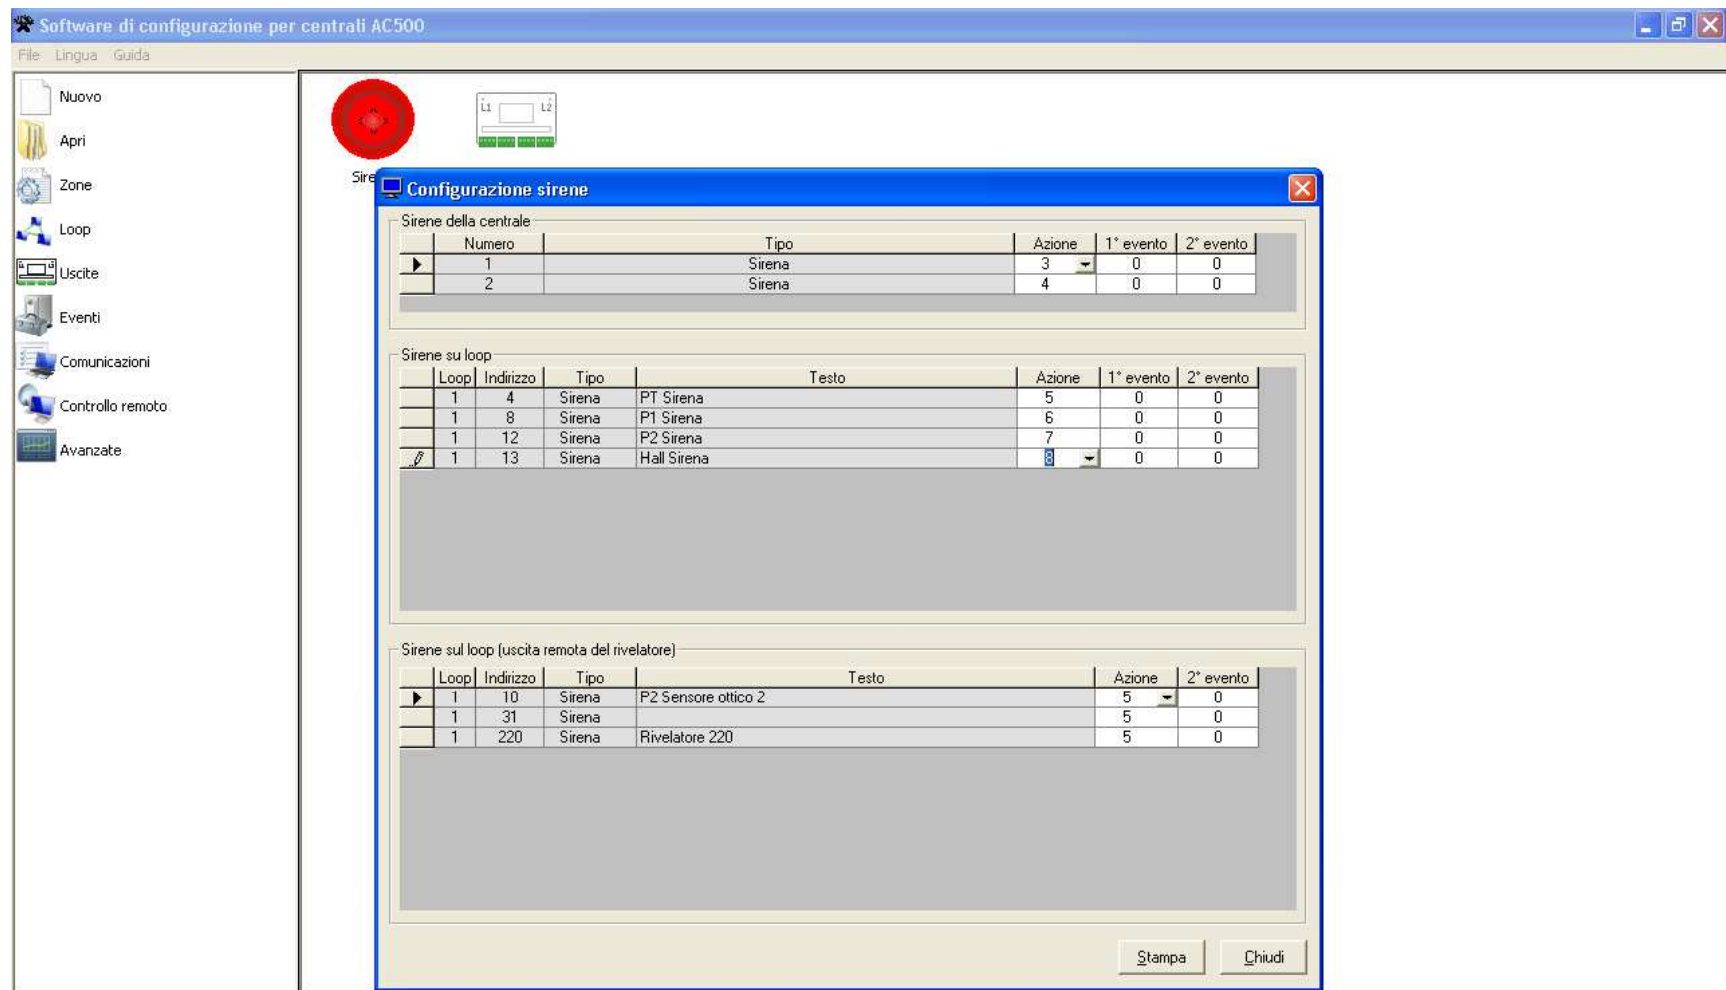 Software di configurazione per centrali AC500
File Lingua Guida
Nuovo
Apri
Zone
Loop
Uscite
Eventi
Comunicazioni
Controllo remoto
Avanzate
L1 L2
Sire
Configurazione sirene
Sirene della centrale
Numero Tipo Azione 1° evento 2° evento
1 Sirena 3 0 0
2 Sirena 4 0 0
Sirene su loop
Loop Indirizzo Tipo Testo Azione 1° evento 2° evento
1 4 Sirena PT Sirena 5 0 0
1 8 Sirena P1 Sirena 6 0 0
1 12 Sirena P2 Sirena 7 0 0
1 13 Sirena Hall Sirena 8 0 0
Sirene sul loop (uscita remota del rivelatore)
Loop Indirizzo Tipo Testo Azione 2° evento
1 10 Sirena P2 Sensore ottico 2 5 0
1 31 Sirena 5 0
1 220 Sirena Rivelatore 220 5 0
Stampa Chiudi